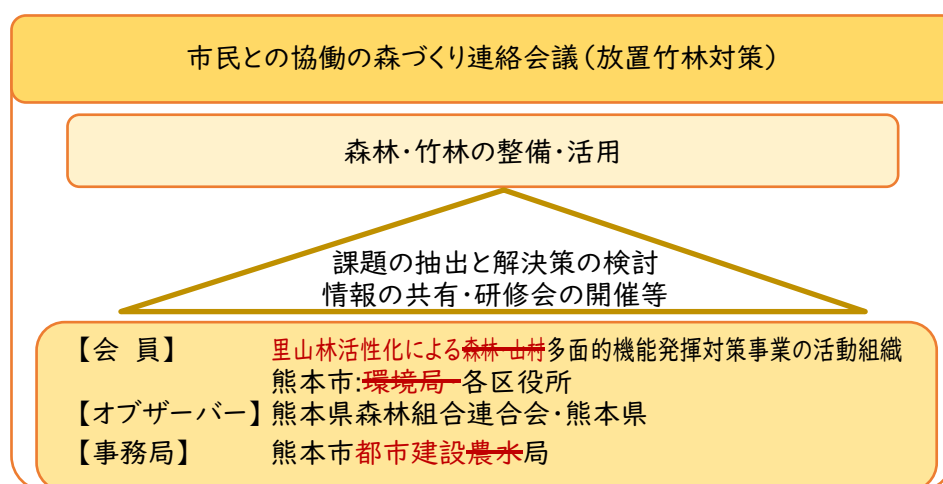 市民との協働の森づくり連絡会議(放置竹林対策)
森林・竹林の整備・活用
課題の抽出と解決策の検討
情報の共有・研修会の開催等
【会 員】 里山林活性化による森林・山村多面的機能発揮対策事業の活動組織
熊本市:環境局・各区役所
【オブザーバー】熊本県森林組合連合会・熊本県
【事務局】 熊本市都市建設農水局